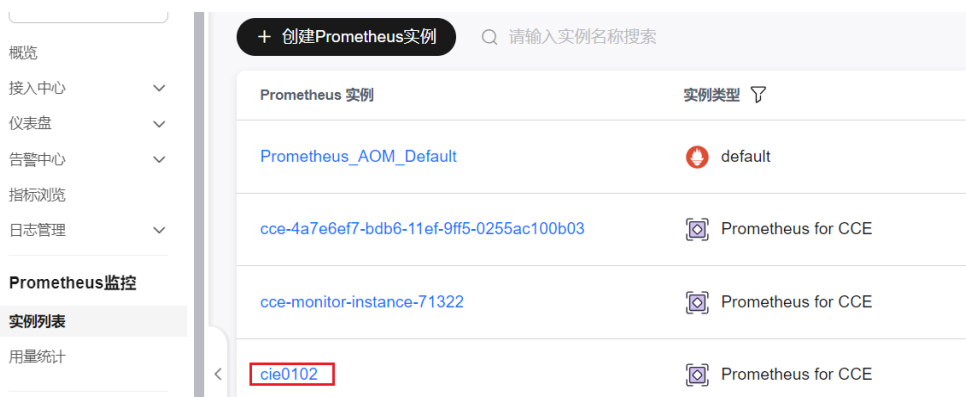 概览
接入中心
仪表盘
告警中心
指标浏览
日志管理
Prometheus监控
实例列表
用量统计
+ 创建Prometheus实例
请输入实例名称搜索
Prometheus 实例 实例类型
Prometheus_AOM_Default default
cce-4a7e6ef7-bdb6-11ef-9ff5-0255ac100b03 Prometheus for CCE
cce-monitor-instance-71322 Prometheus for CCE
cie0102 Prometheus for CCE